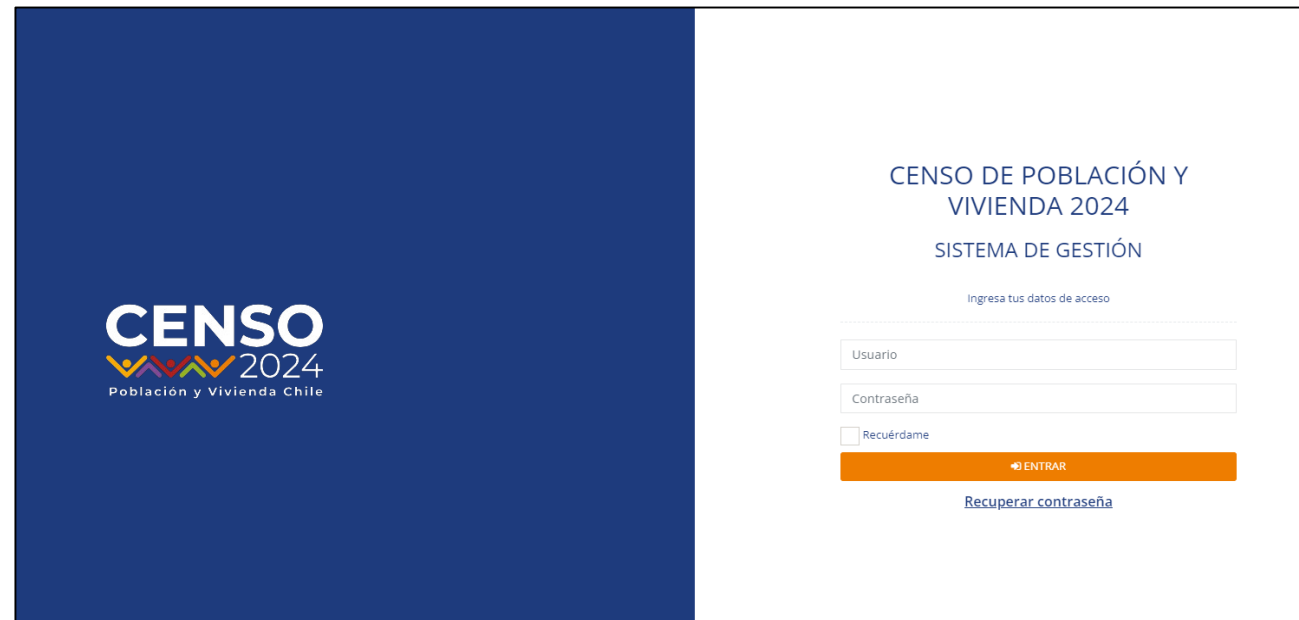 CENSO
2024
Población y Vivienda Chile
CENSO DE POBLACIÓN Y
VIVIENDA 2024
SISTEMA DE GESTIÓN
Ingresa tus datos de acceso
Usuario
Contraseña
Recuérdame
ENTRAR
Recuperar contraseña